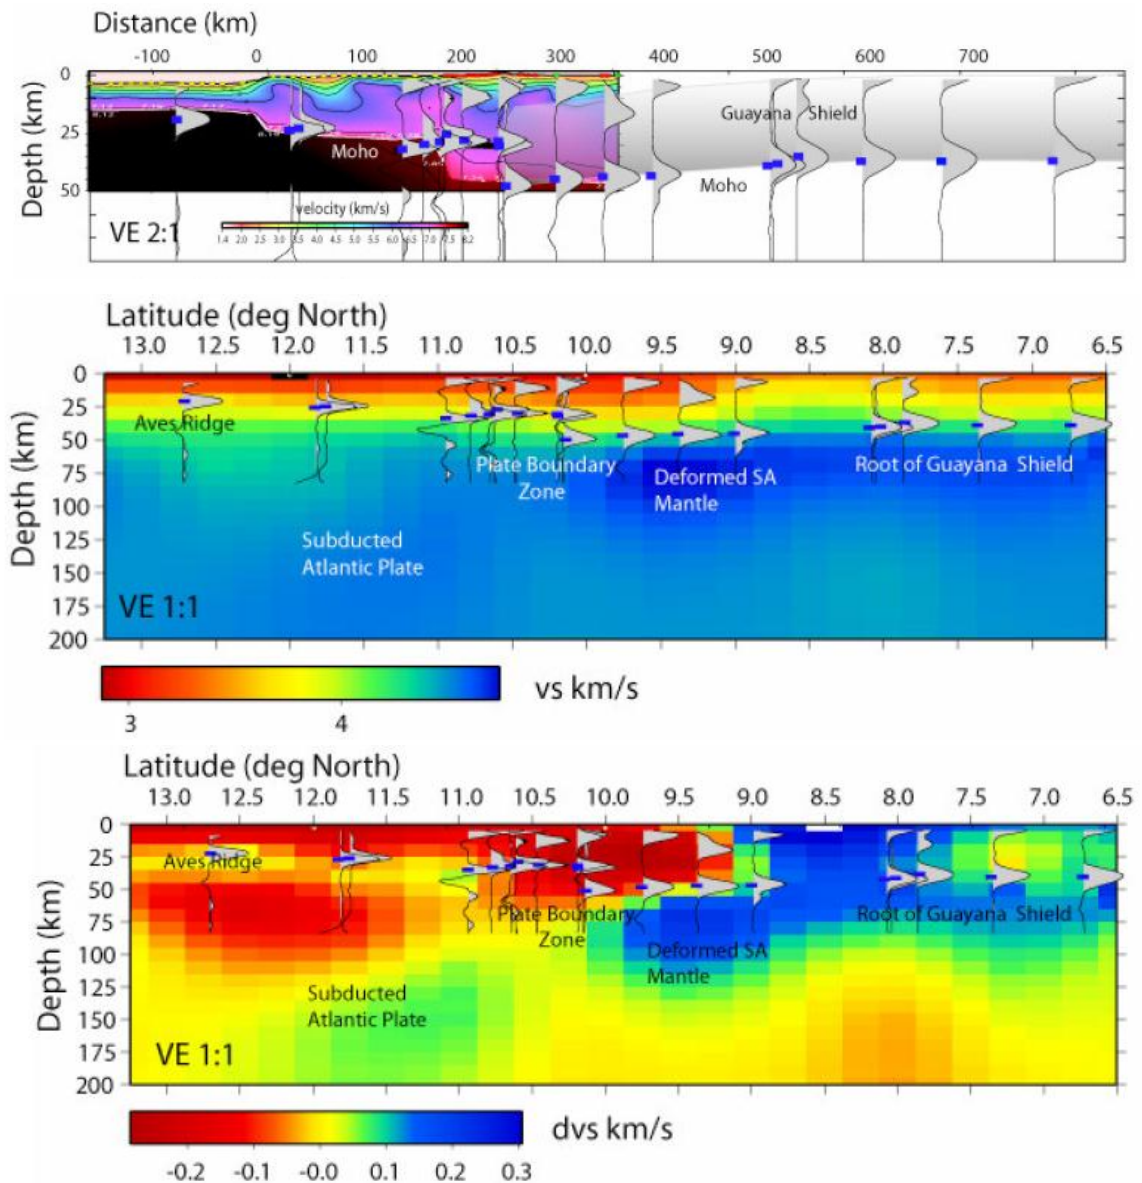 Distance (km)
-100 0 100 200 300 400 500 600 700
Depth (km)
0
25
50
Guayana Shield
Moho
Moho
velocity (km/s)
VE 2:1
Latitude (deg North)
13.0 12.5 12.0 11.5 11.0 10.5 10.0 9.5 9.0 8.5 8.0 7.5 7.0 6.5
Depth (km)
0
25
50
75
100
125
150
175
200
Aves Ridge
Plate Boundary
Zone
Deformed SA
Mantle
Root of Guayana Shield
Subducted
Atlantic Plate
VE 1:1
vs km/s
3 4
Latitude (deg North)
13.0 12.5 12.0 11.5 11.0 10.5 10.0 9.5 9.0 8.5 8.0 7.5 7.0 6.5
Depth (km)
0
25
50
75
100
125
150
175
200
Aves Ridge
Plate Boundary
Zone
Deformed SA
Mantle
Root of Guayana Shield
Subducted
Atlantic Plate
VE 1:1
dvs km/s
-0.2 -0.1 -0.0 0.1 0.2 0.3